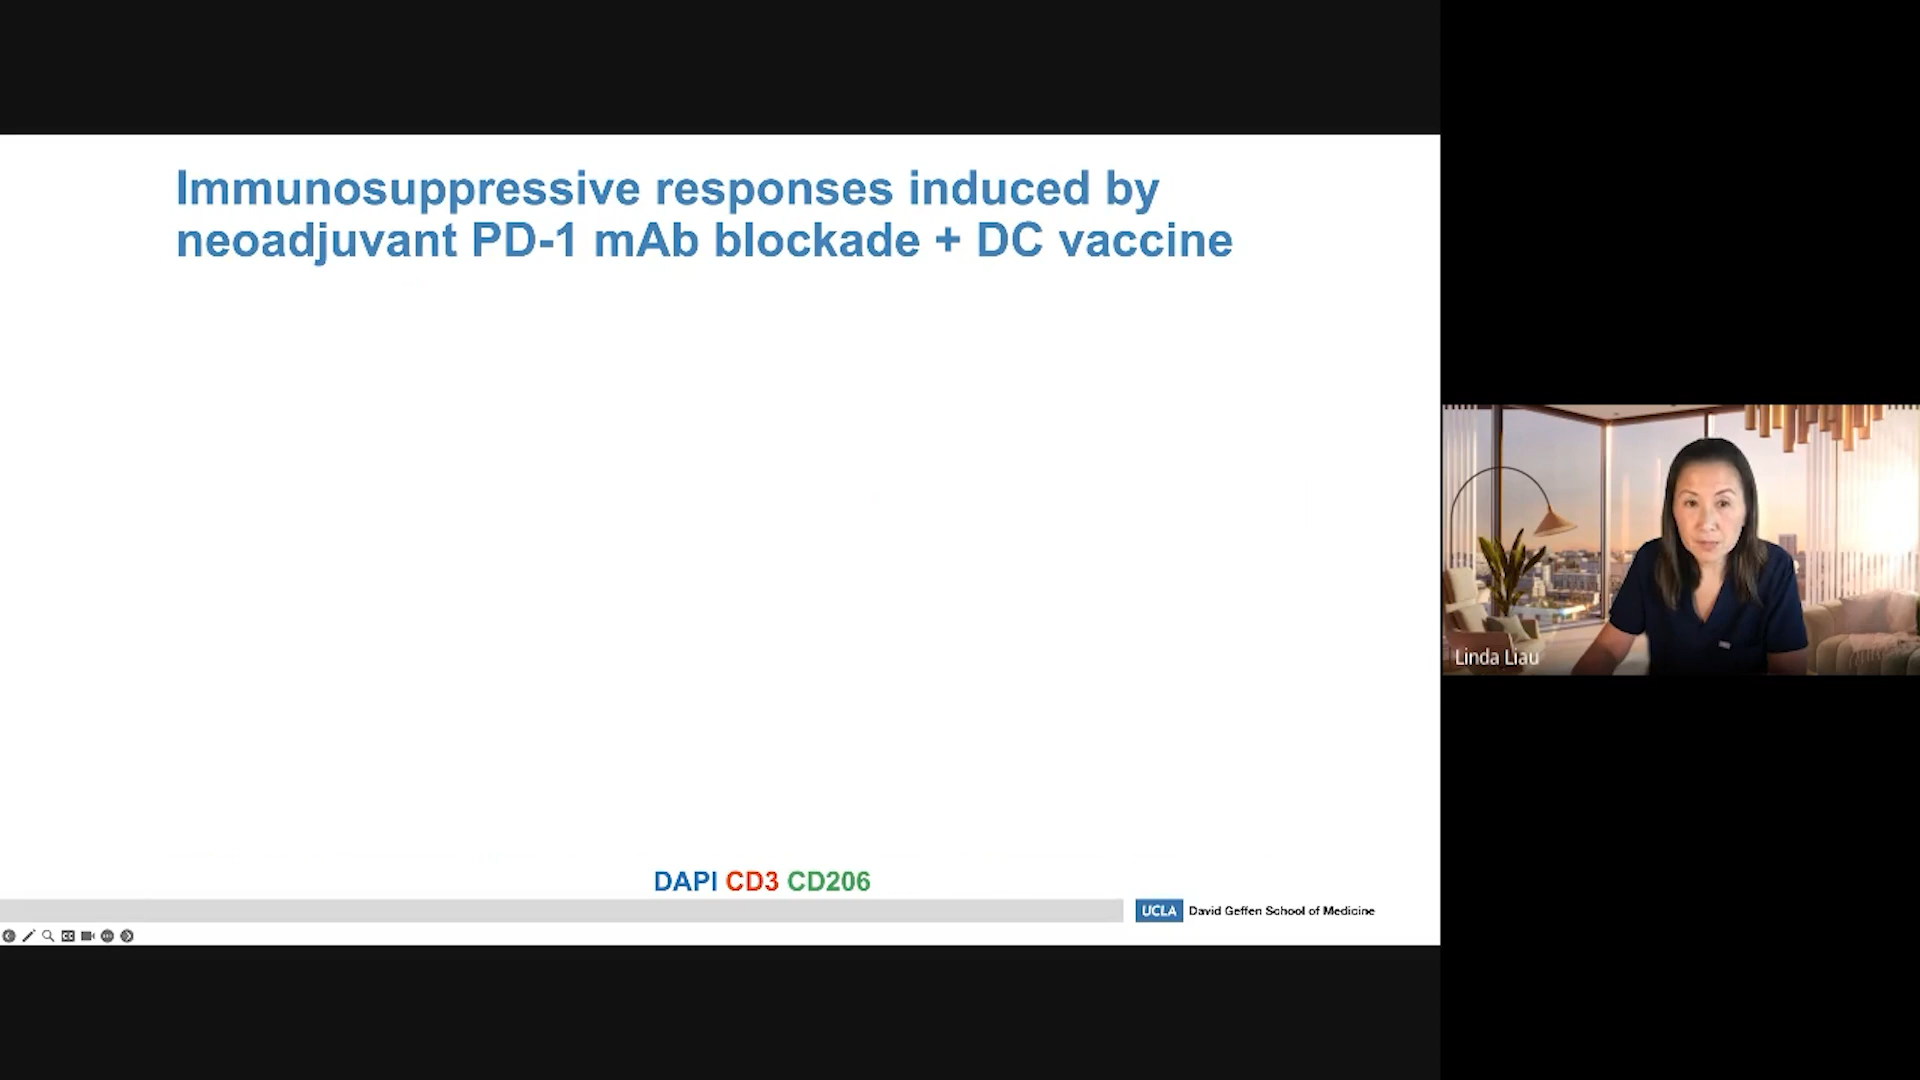 Immunosuppressive responses induced by
neoadjuvant PD-1 mAb blockade + DC vaccine
Linda Liau
DAPI CD3 CD206
UCLA David Geffen School of Medicine